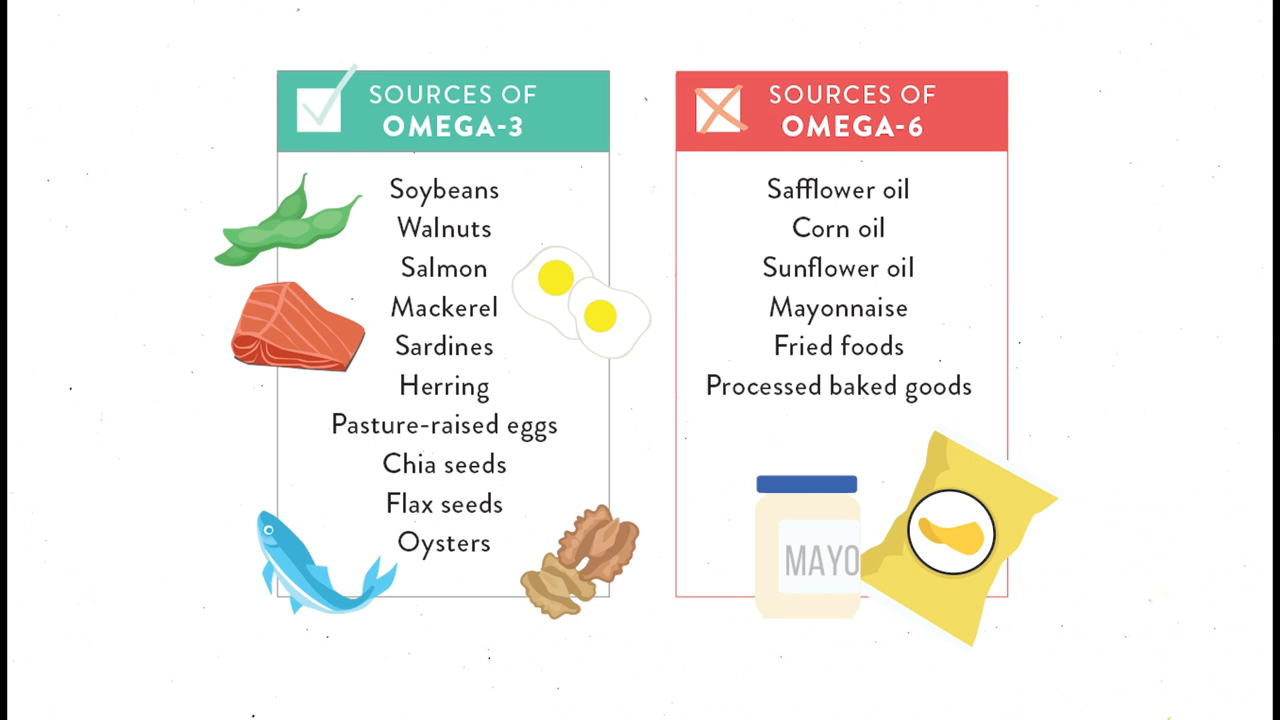 SOURCES OF
OMEGA-3
Soybeans
Walnuts
Salmon
Mackerel
Sardines
Herring
Pasture-raised eggs
Chia seeds
Flax seeds
Oysters
SOURCES OF
OMEGA-6
Safflower oil
Corn oil
Sunflower oil
Mayonnaise
Fried foods
Processed baked goods
MAYO